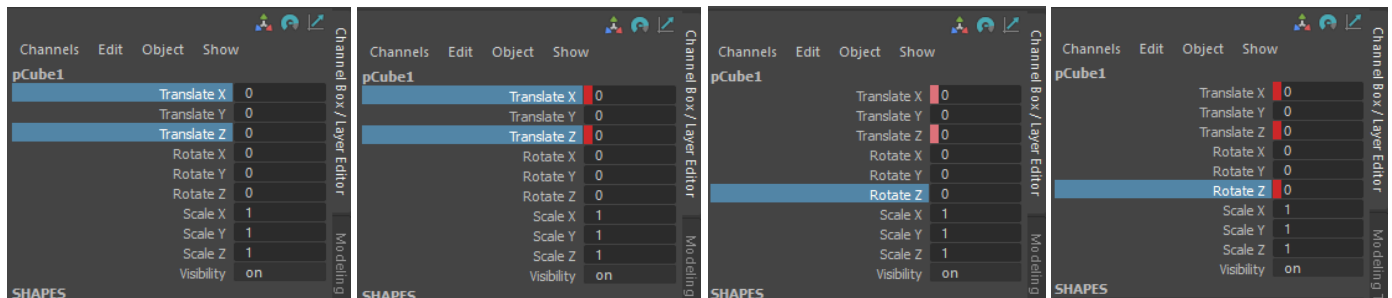 Channels Edit Object Show
pCube1
Translate X 0
Translate Y 0
Translate Z 0
Rotate X 0
Rotate Y 0
Rotate Z 0
Scale X 1
Scale Y 1
Scale Z 1
Visibility on
SHAPES
Channel Box / Layer Editor
Modeling
Channels Edit Object Show
pCube1
Translate X 0
Translate Y 0
Translate Z 0
Rotate X 0
Rotate Y 0
Rotate Z 0
Scale X 1
Scale Y 1
Scale Z 1
Visibility on
SHAPES
Channel Box / Layer Editor
Modeling
Channels Edit Object Show
pCube1
Translate X 0
Translate Y 0
Translate Z 0
Rotate X 0
Rotate Y 0
Rotate Z 0
Scale X 1
Scale Y 1
Scale Z 1
Visibility on
SHAPES
Channel Box / Layer Editor
Modeling
Channels Edit Object Show
pCube1
Translate X 0
Translate Y 0
Translate Z 0
Rotate X 0
Rotate Y 0
Rotate Z 0
Scale X 1
Scale Y 1
Scale Z 1
Visibility on
SHAPES
Channel Box / Layer Editor
Modeling